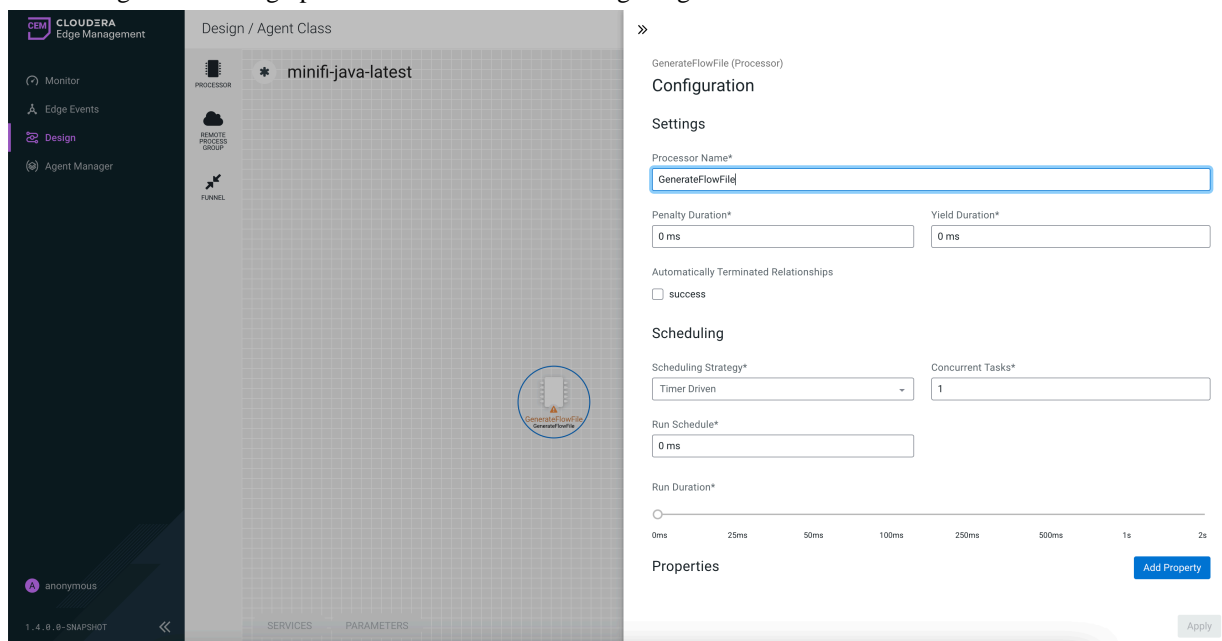 CEM CLOUDERA
Edge Management
Monitor
Edge Events
Design
Agent Manager
A anonymous
1.4.0.0-SNAPSHOT
Design / Agent Class
PROCESSOR
REMOTE
PROCESS
GROUP
FUNNEL
minifi-java-latest
GenerateFlowFile
GenerateFlowFile
SERVICES PARAMETERS
GenerateFlowFile (Processor)
Configuration
Settings
Processor Name*
GenerateFlowFile
Penalty Duration* Yield Duration*
0 ms 0 ms
Automatically Terminated Relationships
success
Scheduling
Scheduling Strategy* Concurrent Tasks*
Timer Driven 1
Run Schedule*
0 ms
Run Duration*
0ms 25ms 50ms 100ms 250ms 500ms 1s 2s
Properties Add Property
Apply